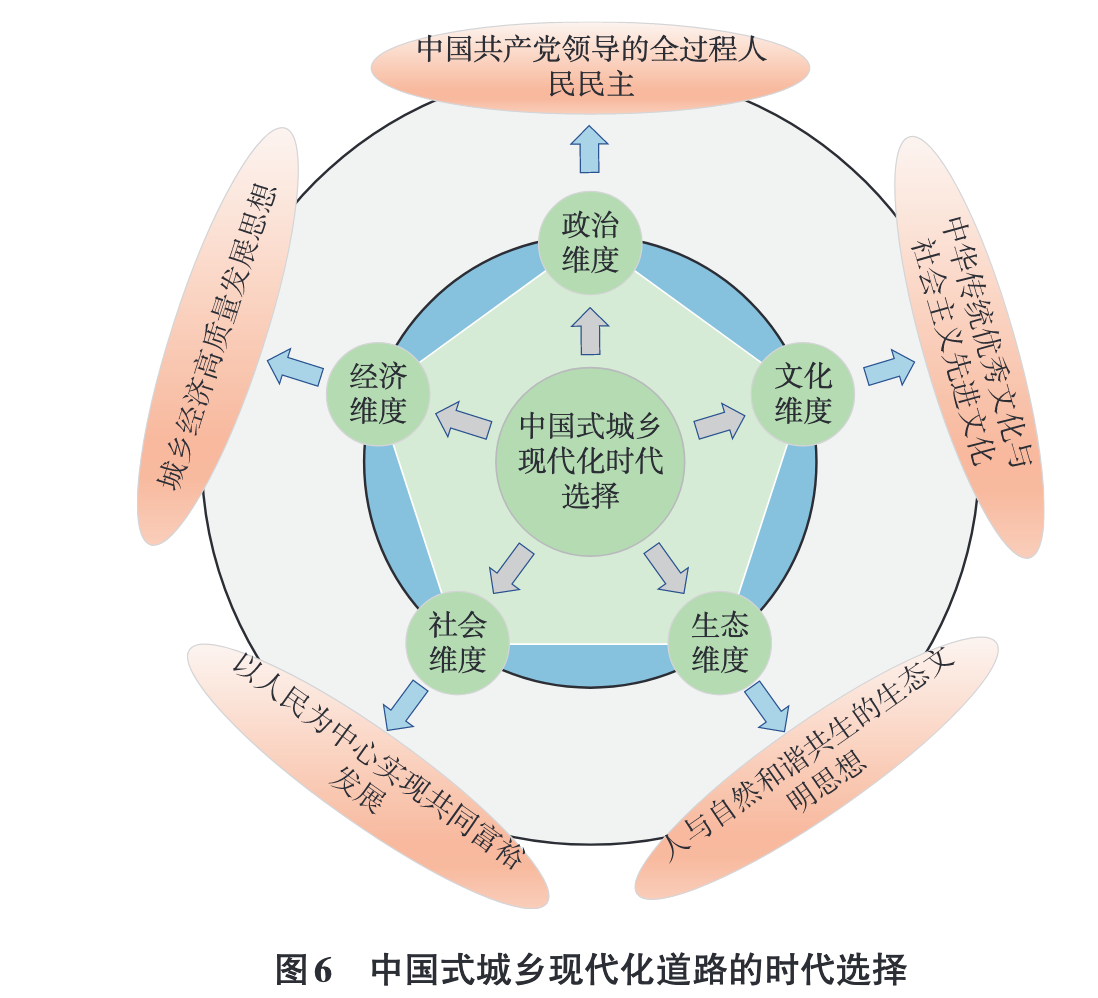 中国共产党领导的全过程人
民民主
城乡经济高质量发展思想
中华传统优秀文化与
社会主义先进文化
政治
维度
经济
维度
文化
维度
中国式城乡
现代化时代
选择
社会
维度
生态
维度
以人民为中心实现共同富裕
发展
人与自然和谐共生的生态文
明思想
图6 中国式城乡现代化道路的时代选择